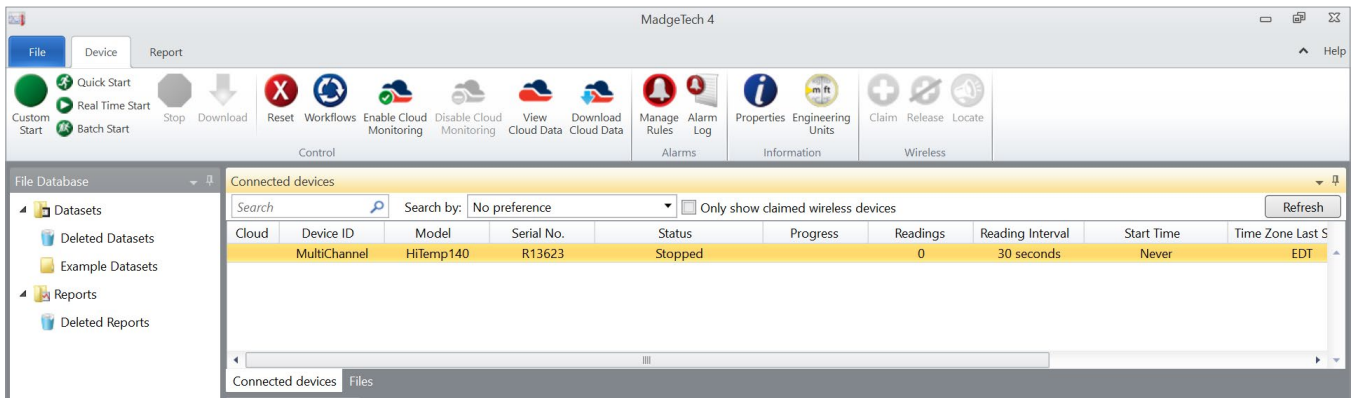 MadgeTech 4
File Device Report Help
Custom Start
Quick Start
Real Time Start
Batch Start
Stop
Download
Reset
Workflows
Enable Cloud Monitoring
Disable Cloud Monitoring
View Cloud Data
Download Cloud Data
Control
Manage Rules
Alarm Log
Alarms
Properties
m ft
Engineering Units
Information
Claim
Release
Locate
Wireless
File Database
Datasets
Deleted Datasets
Example Datasets
Reports
Deleted Reports
Connected devices
Search Search by: No preference Only show claimed wireless devices Refresh
Cloud Device ID Model Serial No. Status Progress Readings Reading Interval Start Time Time Zone Last S
MultiChannel HiTemp140 R13623 Stopped 0 30 seconds Never EDT
Connected devices Files